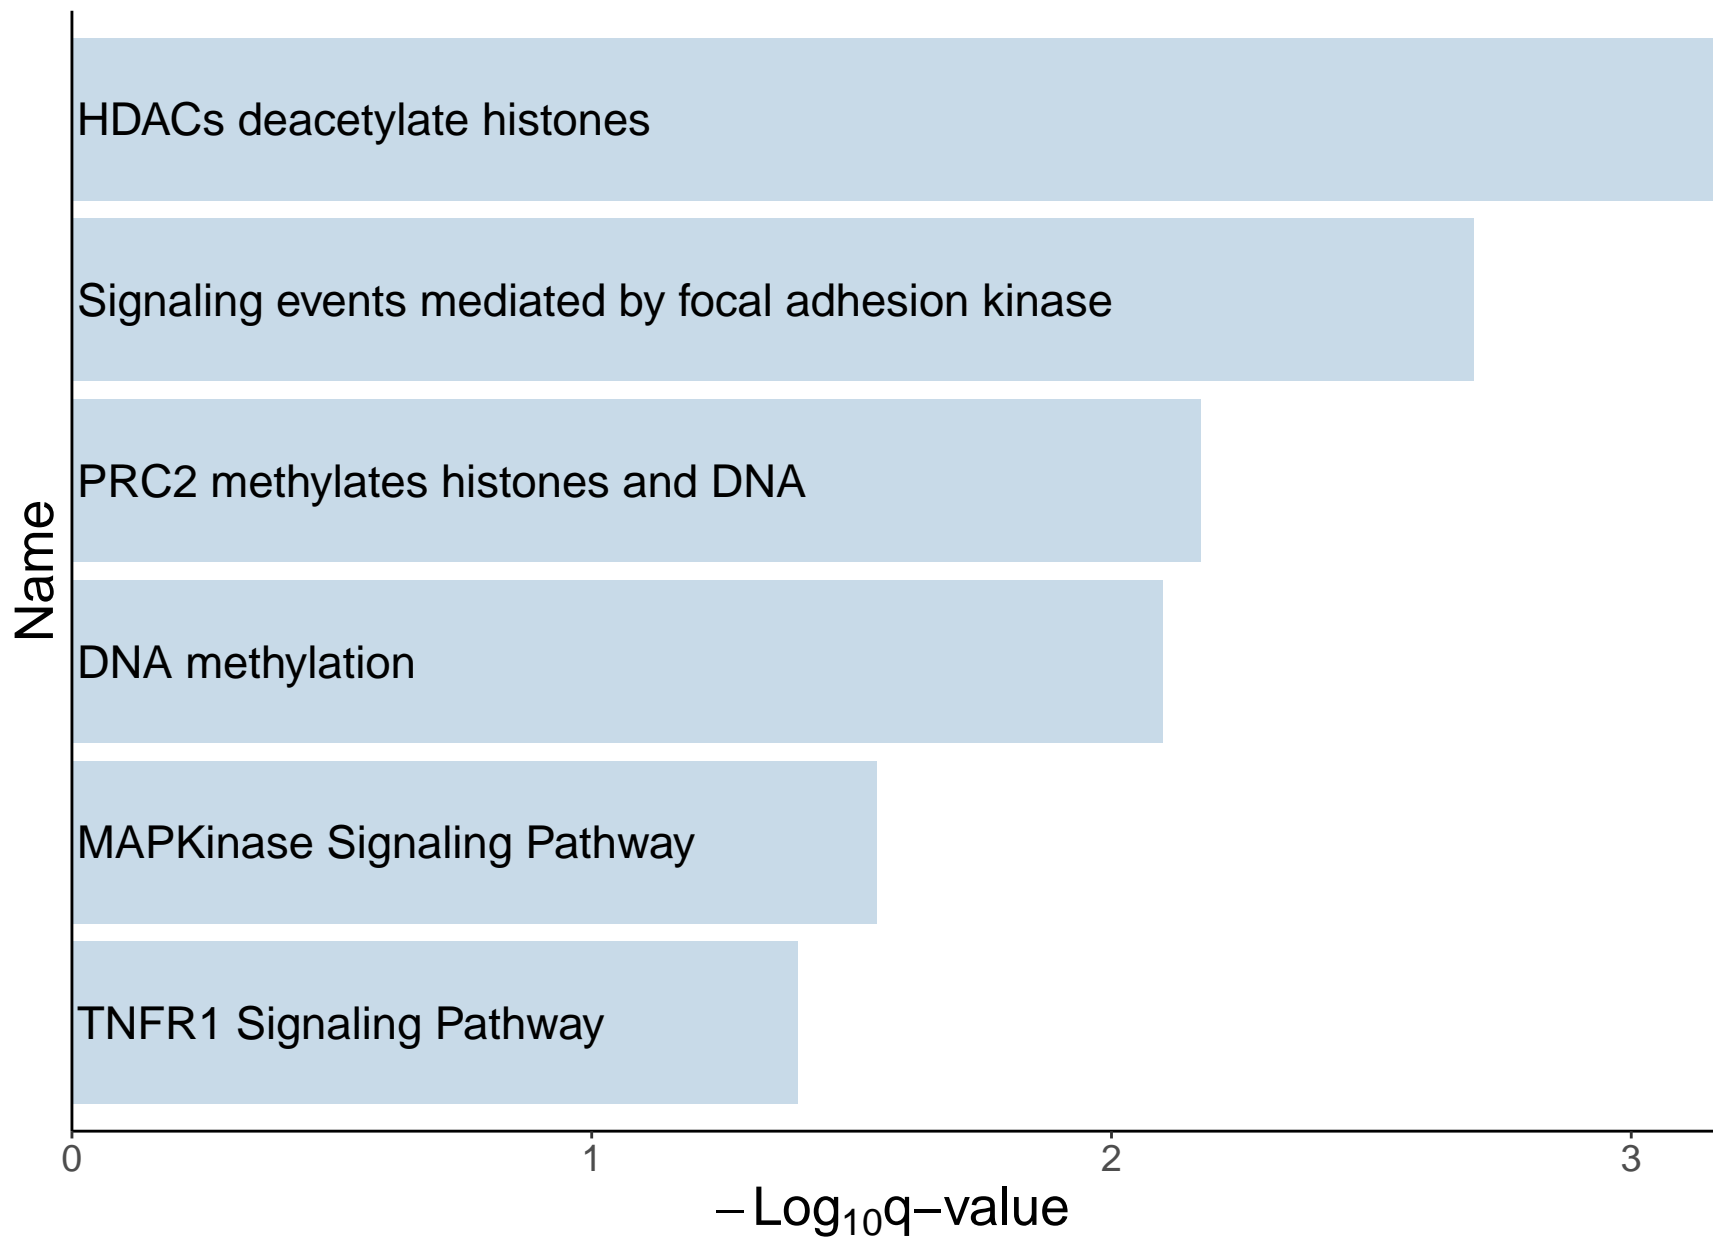 HDACs deacetylate histones
Signaling events mediated by focal adhesion kinase
PRC2 methylates histones and DNA
Name
DNA methylation
MAPKinase Signaling Pathway
TNFR1 Signaling Pathway
0 1 2 3
−Log₁₀q−value